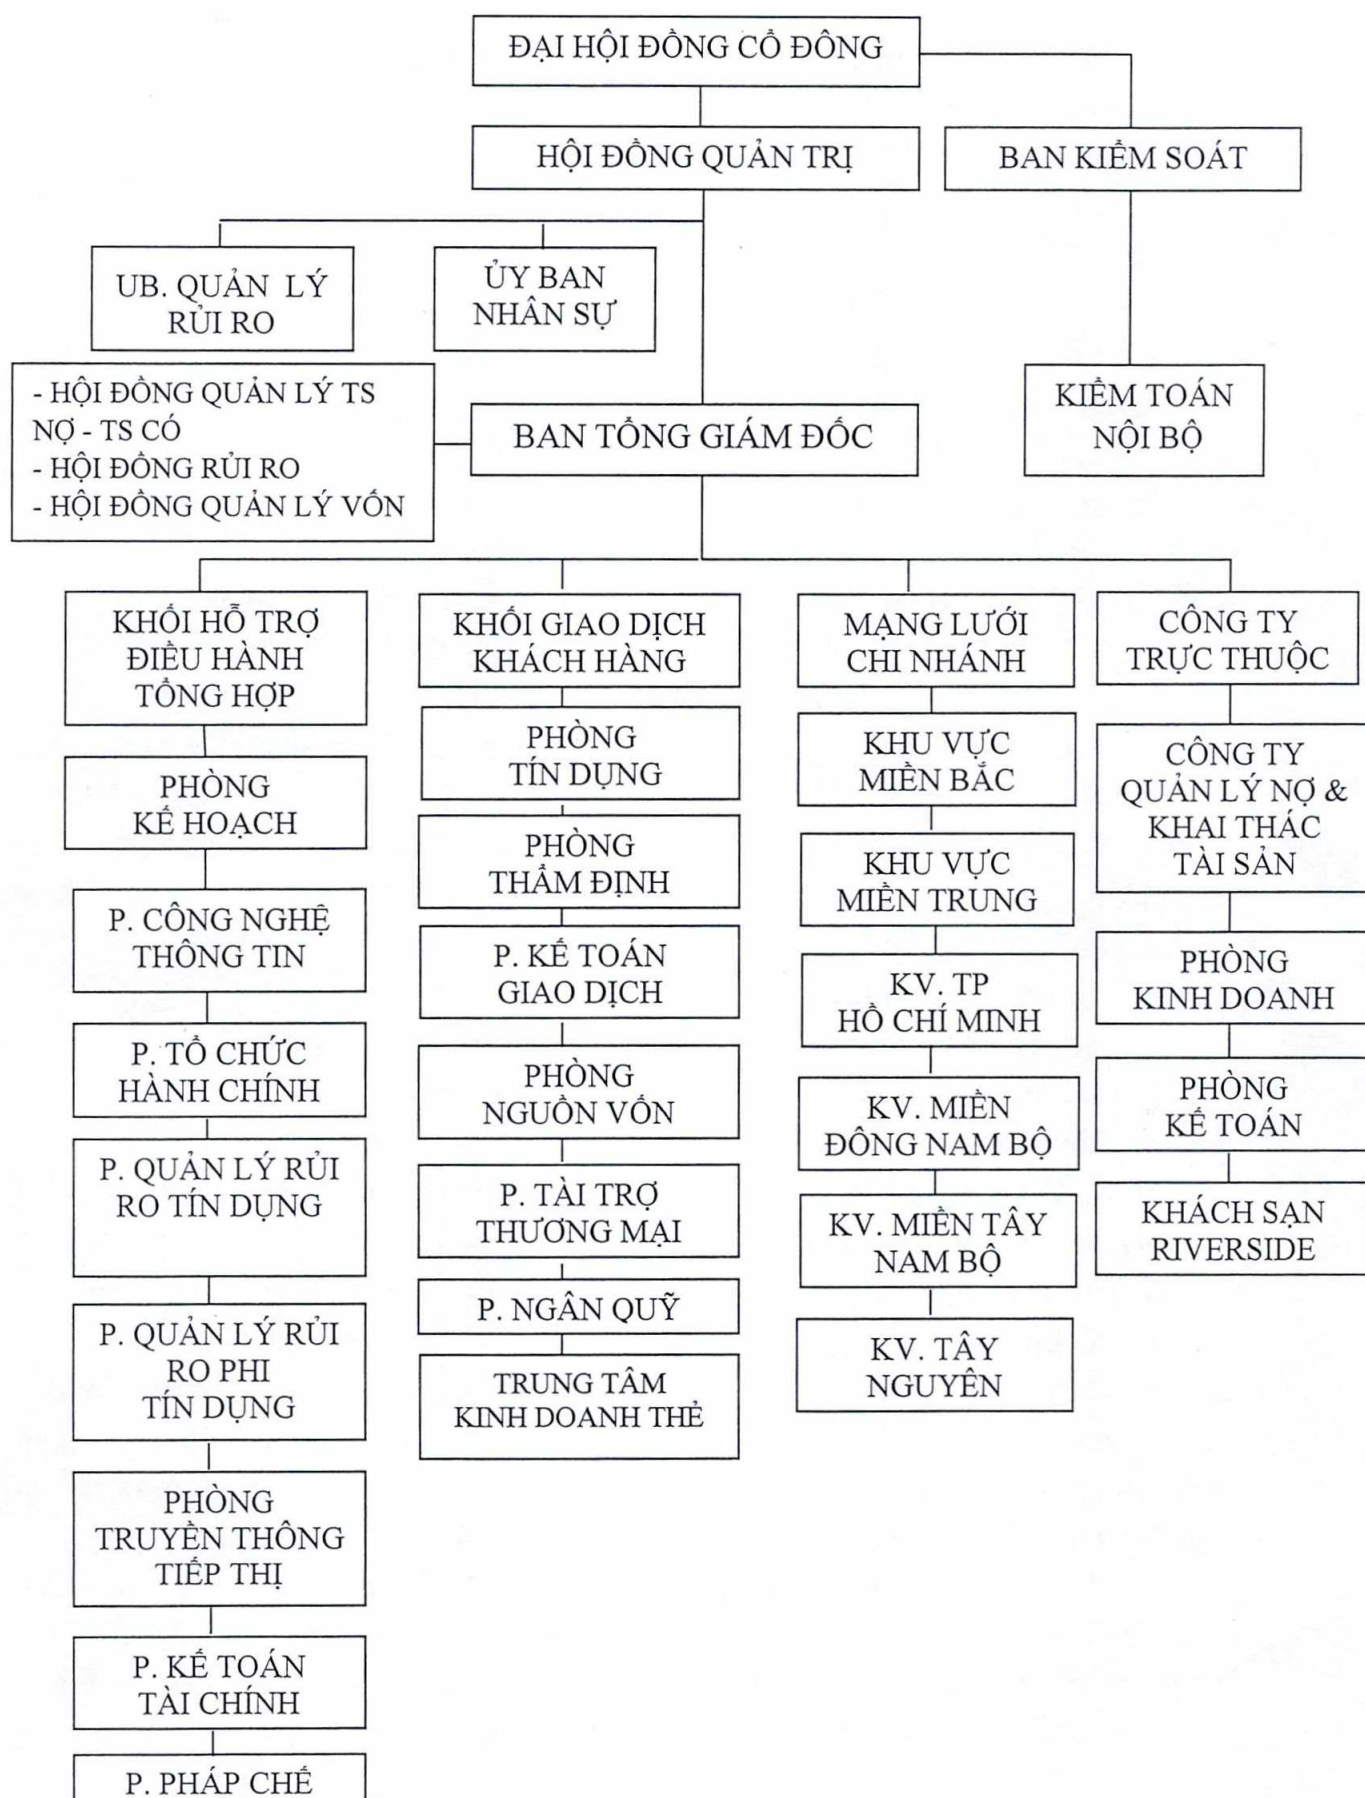 ĐẠI HỘI ĐỒNG CỔ ĐÔNG
HỘI ĐỒNG QUẢN TRỊ
BAN KIỂM SOÁT
UB. QUẢN LÝ
RỦI RO
ỦY BAN
NHÂN SỰ
- HỘI ĐỒNG QUẢN LÝ TS
NỢ - TS CÓ
- HỘI ĐỒNG RỦI RO
- HỘI ĐỒNG QUẢN LÝ VỐN
BAN TỔNG GIÁM ĐỐC
KIỂM TOÁN
NỘI BỘ
KHỐI HỖ TRỢ
ĐIỀU HÀNH
TỔNG HỢP
PHÒNG
KẾ HOẠCH
P. CÔNG NGHỆ
THÔNG TIN
P. TỔ CHỨC
HÀNH CHÍNH
P. QUẢN LÝ RỦI
RO TÍN DỤNG
P. QUẢN LÝ RỦI
RO PHI
TÍN DỤNG
PHÒNG
TRUYỀN THÔNG
TIẾP THỊ
P. KẾ TOÁN
TÀI CHÍNH
P. PHÁP CHẾ
KHỐI GIAO DỊCH
KHÁCH HÀNG
PHÒNG
TÍN DỤNG
PHÒNG
THẨM ĐỊNH
P. KẾ TOÁN
GIAO DỊCH
PHÒNG
NGUỒN VỐN
P. TÀI TRỢ
THƯƠNG MẠI
P. NGÂN QUỸ
TRUNG TÂM
KINH DOANH THẺ
MẠNG LƯỚI
CHI NHÁNH
KHU VỰC
MIỀN BẮC
KHU VỰC
MIỀN TRUNG
KV. TP
HỒ CHÍ MINH
KV. MIỀN
ĐÔNG NAM BỘ
KV. MIỀN TÂY
NAM BỘ
KV. TÂY
NGUYÊN
CÔNG TY
TRỰC THUỘC
CÔNG TY
QUẢN LÝ NỢ &
KHAI THÁC
TÀI SẢN
PHÒNG
KINH DOANH
PHÒNG
KẾ TOÁN
KHÁCH SẠN
RIVERSIDE